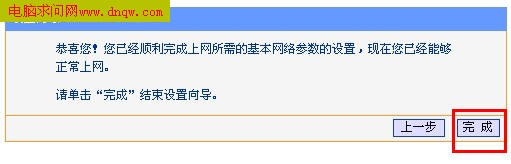 电脑求问网www.dnqw.com
恭喜您！您已经顺利完成上网所需的基本网络参数的设置，现在您已经能够
正常上网。
请单击“完成”结束设置向导。
上一步 完 成